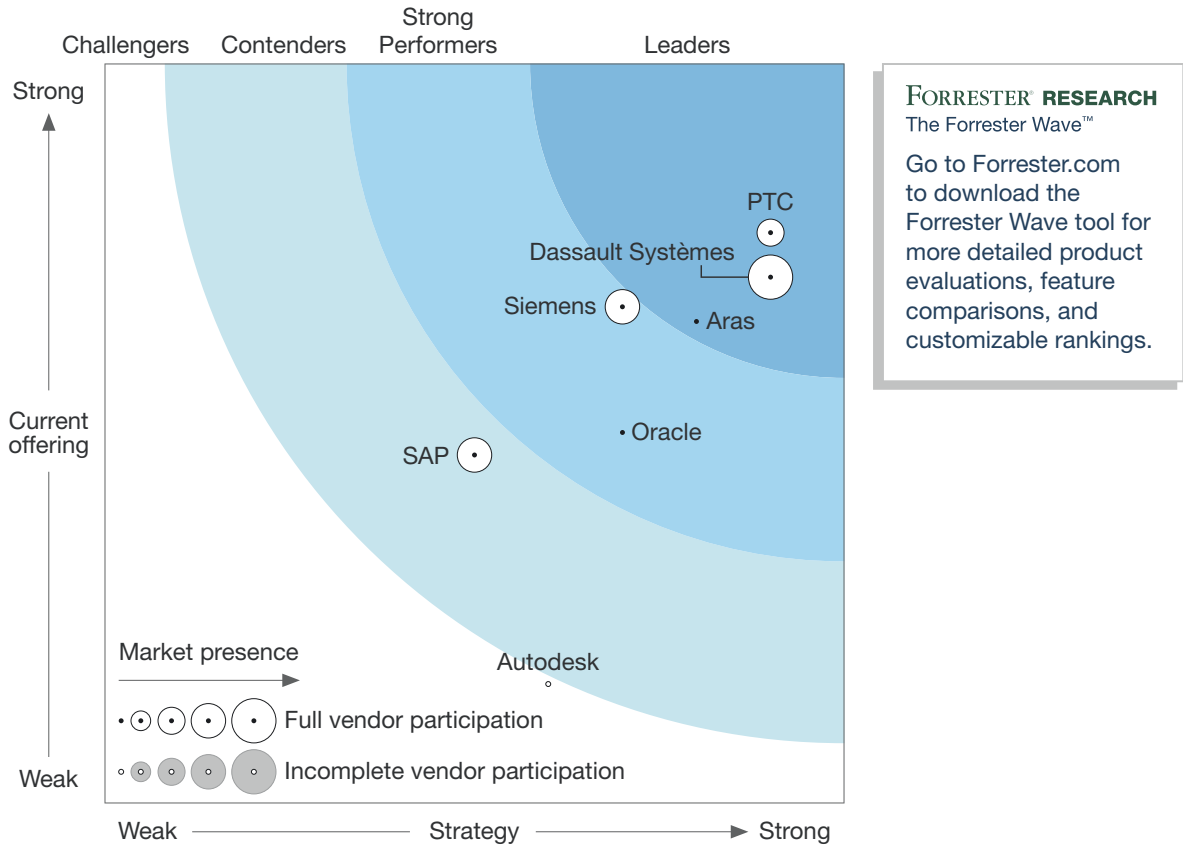 Challengers
Contenders
Strong
Performers
Leaders
Strong
Current
offering
Weak
PTC
Dassault Systèmes
Siemens
Aras
Oracle
SAP
Autodesk
Market presence
Full vendor participation
Incomplete vendor participation
Weak
Strategy
Strong
FORRESTER® RESEARCH
The Forrester Wave™
Go to Forrester.com
to download the
Forrester Wave tool for
more detailed product
evaluations, feature
comparisons, and
customizable rankings.